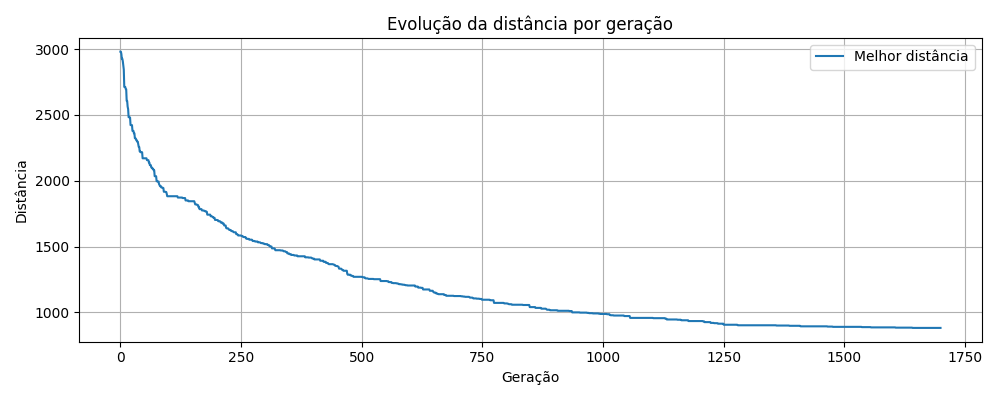 Evolução da distância por geração
Melhor distância
Distância
3000
2500
2000
1500
1000
0 250 500 750 1000 1250 1500 1750
Geração